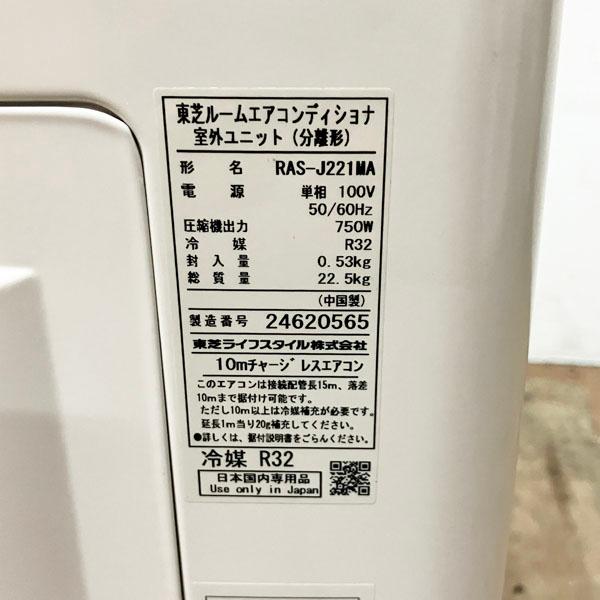 東芝ルームエアコンディショナ
室外ユニット(分離形)
形 名 RAS-J221MA
電 源 単相 100V
50/60Hz
圧縮機出力 750W
冷 媒 R32
封 入 量 0.53kg
総 質 量 22.5kg
(中国製)
製造番号 24620565
東芝ライフスタイル株式会社
10mチャージレスエアコン
このエアコンは接続配管長15m、落差
10mまで据付け可能です。
ただし10m以上は冷媒補充が必要です。
延長1m当り20g補充してください。
●詳しくは、据付説明書をごらんください。
冷媒 R32
日本国内専用品
Use only in Japan